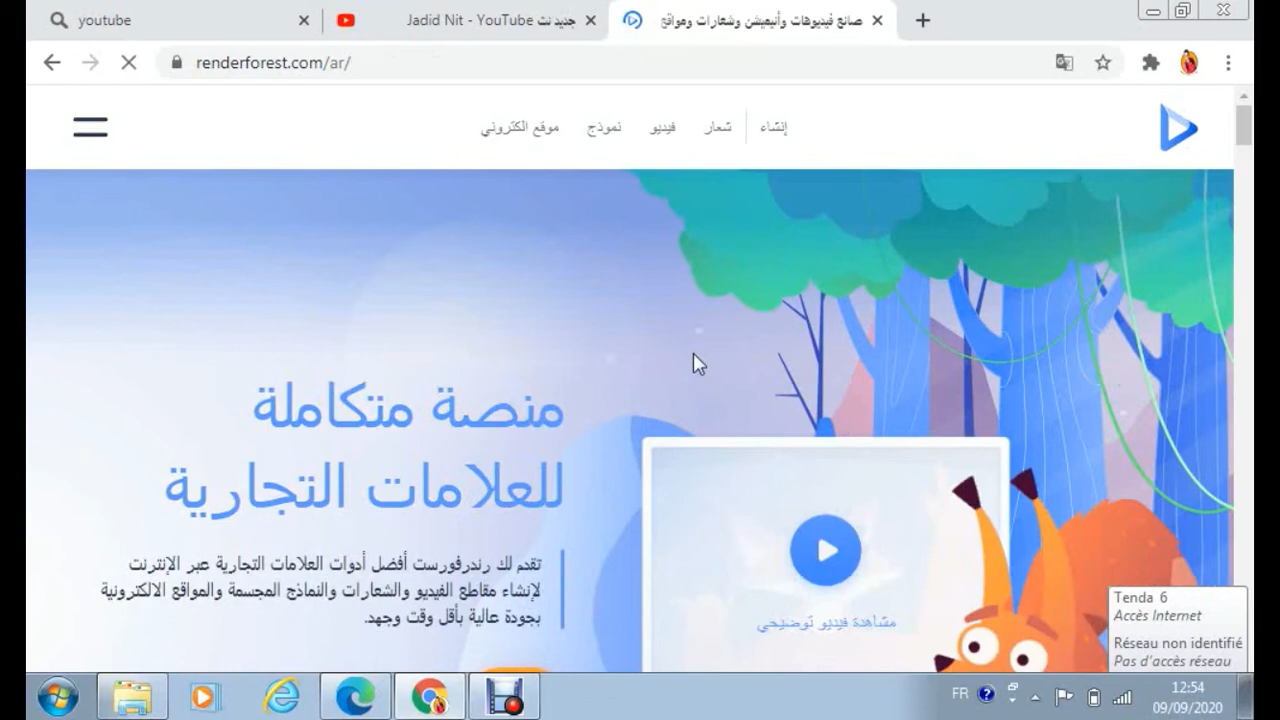 youtube
Jadid Nit - YouTube جديد نت
صانع فيديوهات وأنيميشن وشعارات ومواقع
renderforest.com/ar/
إنشاء
شعار
فيديو
نموذج
موقع الكتروني
منصة متكاملة
للعلامات التجارية
تقدم لك رندرفورست أفضل أدوات العلامات التجارية عبر الإنترنت
لإنشاء مقاطع الفيديو والشعارات والنماذج المجسمة والمواقع الالكترونية
بجودة عالية بأقل وقت وجهد.
مشاهدة فيديو توضيحي
Tenda 6
Accès Internet
Réseau non identifié
Pas d'accès réseau
FR
12:54
09/09/2020